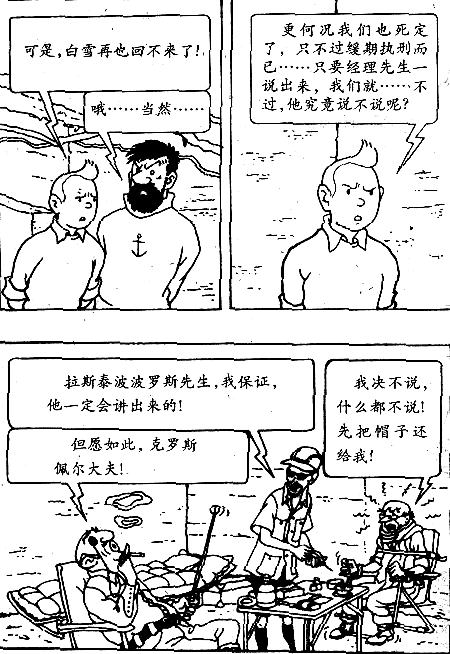 可是,白雪再也回不来了!
哦……当然……
更何况我们也死定
了，只不过缓期执刑而
已……只要经理先生一
说出来，我们就……不
过,他究竟说不说呢?
拉斯泰波波罗斯先生,我保证，
他一定会讲出来的!
但愿如此，克罗斯
佩尔大夫!
我决不说，
什么都不说!
先把帽子还
给我!